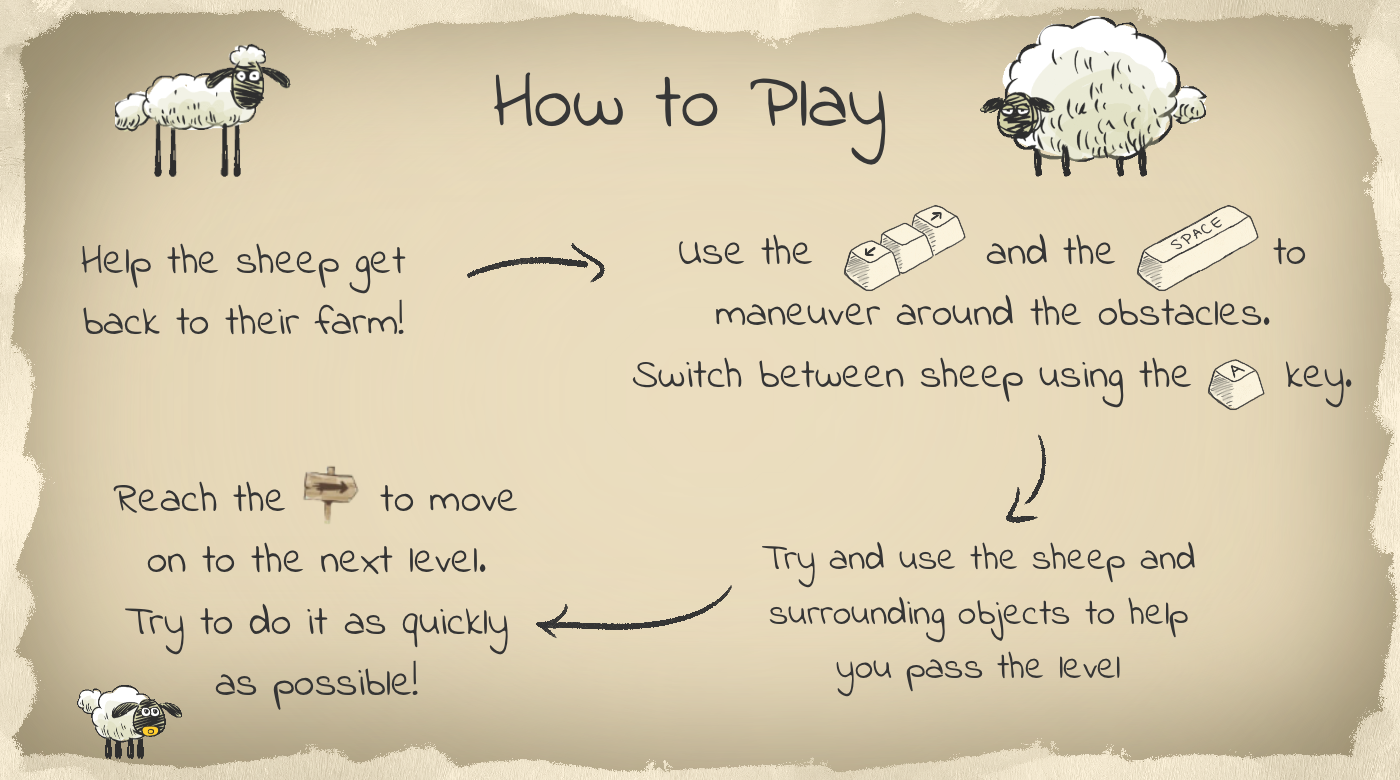 How to Play
Help the sheep get
back to their farm!
Use the ← → and the SPACE to
maneuver around the obstacles.
Switch between sheep using the A key.
Try and use the sheep and
surrounding objects to help
you pass the level
Reach the to move
on to the next level.
Try to do it as quickly
as possible!